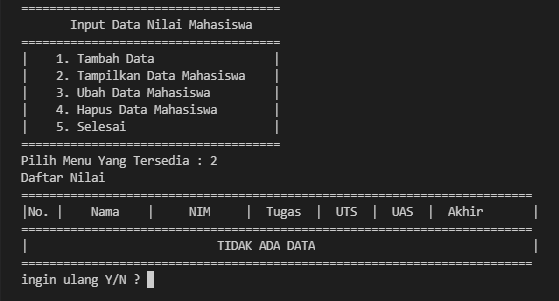 =====================================
Input Data Nilai Mahasiswa
=====================================
| 1. Tambah Data |
| 2. Tampilkan Data Mahasiswa |
| 3. Ubah Data Mahasiswa |
| 4. Hapus Data Mahasiswa |
| 5. Selesai |
=====================================
Pilih Menu Yang Tersedia : 2
Daftar Nilai
=========================================================================
|No. | Nama | NIM | Tugas | UTS | UAS | Akhir |
=========================================================================
| TIDAK ADA DATA |
=========================================================================
ingin ulang Y/N ?